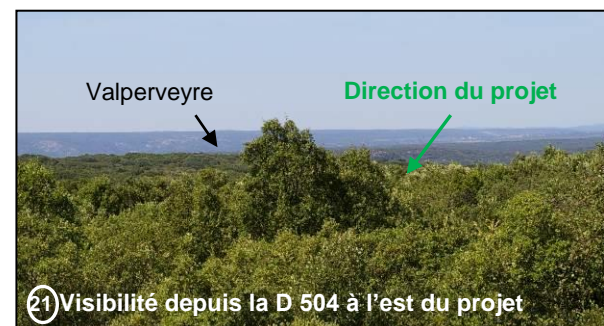 Valperveyre
Direction du projet
21 Visibilité depuis la D 504 à l'est du projet